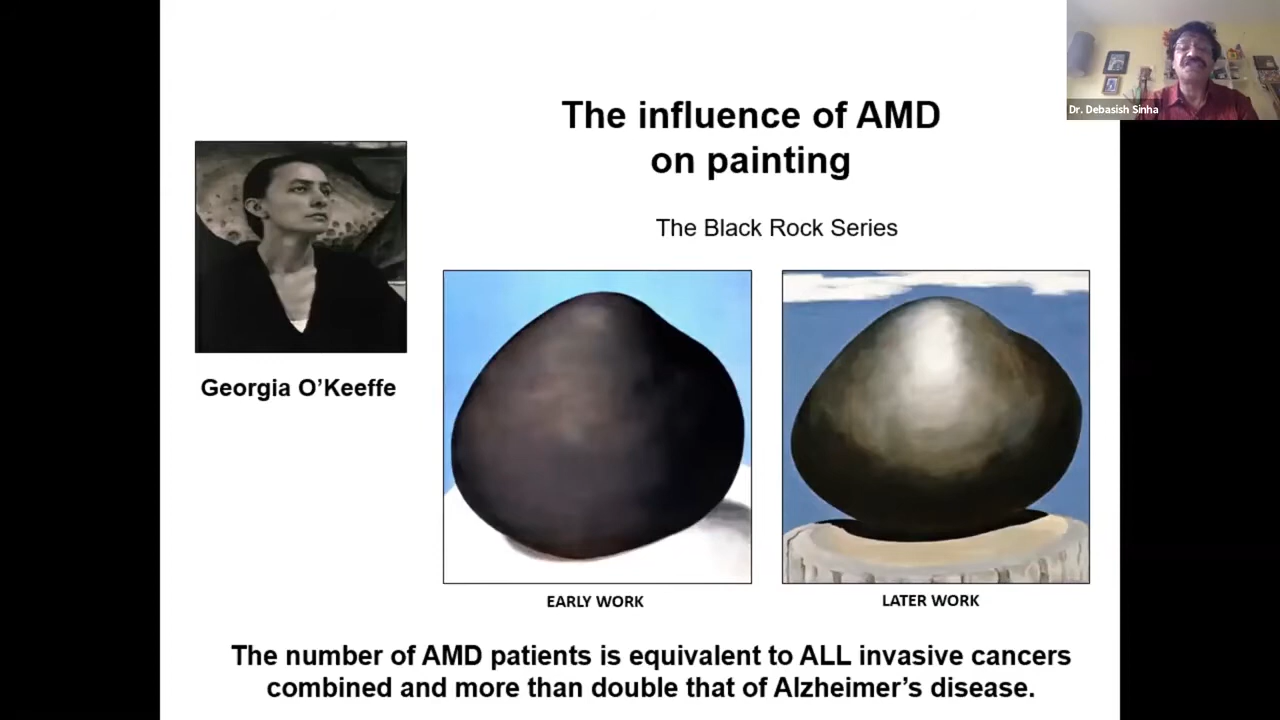 Dr. Debasish Sinha
The influence of AMD
on painting
The Black Rock Series
Georgia O’Keeffe
EARLY WORK
LATER WORK
The number of AMD patients is equivalent to ALL invasive cancers
combined and more than double that of Alzheimer’s disease.